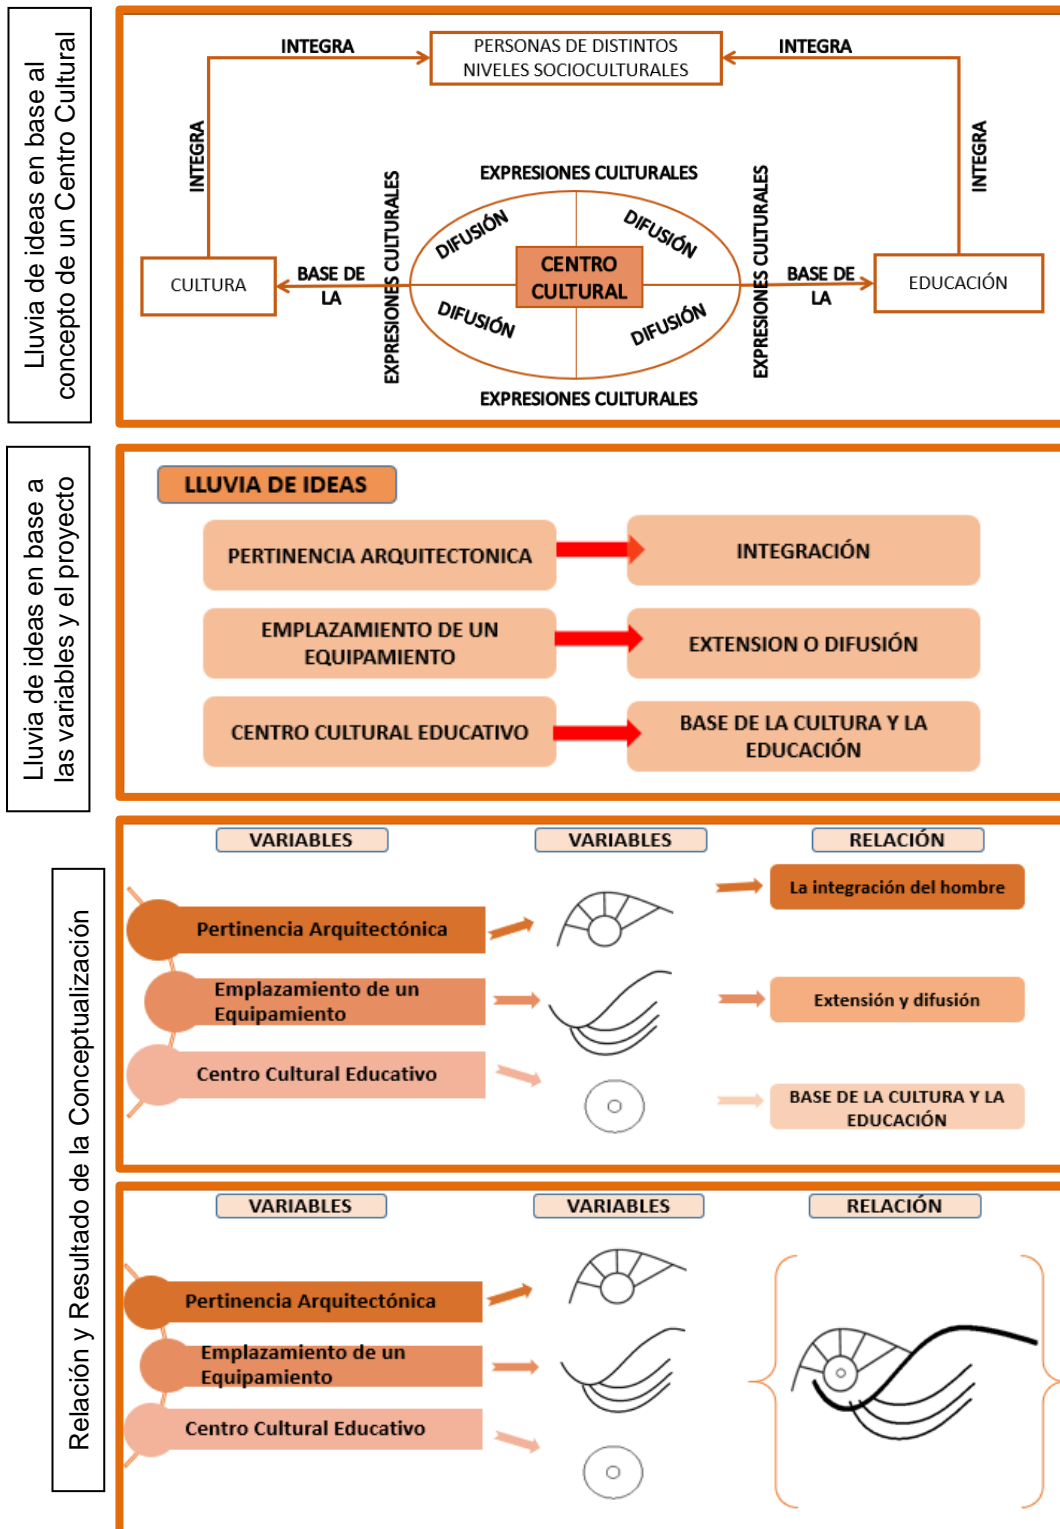 Lluvia de ideas en base al
concepto de un Centro Cultural
INTEGRA
PERSONAS DE DISTINTOS
NIVELES SOCIOCULTURALES
INTEGRA
INTEGRA
INTEGRA
EXPRESIONES CULTURALES
EXPRESIONES CULTURALES
EXPRESIONES CULTURALES
DIFUSIÓN
DIFUSIÓN
CULTURA
BASE DE
LA
CENTRO
CULTURAL
BASE DE
LA
EDUCACIÓN
DIFUSIÓN
DIFUSIÓN
EXPRESIONES CULTURALES
Lluvia de ideas en base a
las variables y el proyecto
LLUVIA DE IDEAS
PERTINENCIA ARQUITECTONICA
INTEGRACIÓN
EMPLAZAMIENTO DE UN
EQUIPAMIENTO
EXTENSION O DIFUSIÓN
CENTRO CULTURAL EDUCATIVO
BASE DE LA CULTURA Y LA
EDUCACIÓN
Relación y Resultado de la Conceptualización
VARIABLES
VARIABLES
RELACIÓN
Pertinencia Arquitectónica
La integración del hombre
Emplazamiento de un
Equipamiento
Extensión y difusión
Centro Cultural Educativo
BASE DE LA CULTURA Y LA
EDUCACIÓN
VARIABLES
VARIABLES
RELACIÓN
Pertinencia Arquitectónica
Emplazamiento de un
Equipamiento
Centro Cultural Educativo